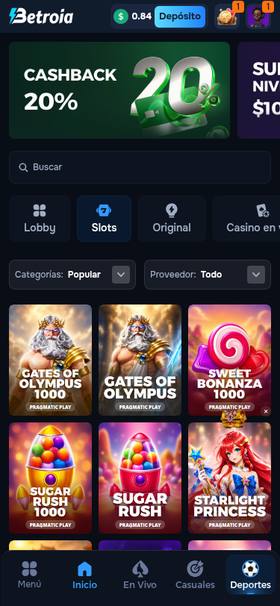 Betroia
$ 0.84 Depósito
1
1
CASHBACK
20%
20
SU
NIV
$10
Buscar
Lobby
Slots
Original
Casino en v
Categorías: Popular
Proveedor: Todo
GATES OF
OLYMPUS
1000
PRAGMATIC PLAY
GATES OF
OLYMPUS
PRAGMATIC PLAY
SWEET
BONANZA
1000
PRAGMATIC PLAY
SUGAR
RUSH
1000
PRAGMATIC PLAY
SUGAR
RUSH
PRAGMATIC PLAY
STARLIGHT
PRINCESS
PRAGMATIC PLAY
Menú
Inicio
En Vivo
Casuales
Deportes